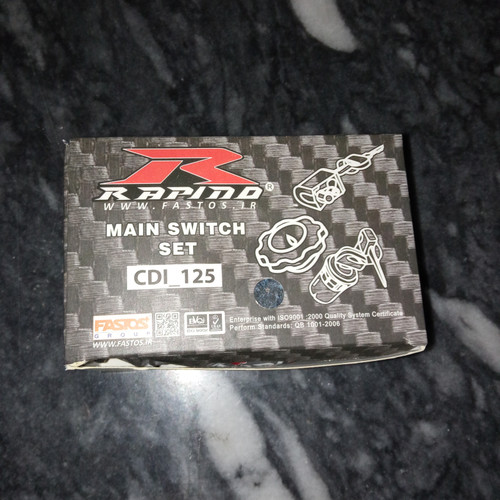 R
RAPIDO®
WWW.FASTOS.IR
MAIN SWITCH
SET
CDI_125
FASTOS
GROUP
WWW.FASTOS.IR
Enterprise with ISO9001 :2000 Quality System Certificate
Perform Standards: QB 1001-2006